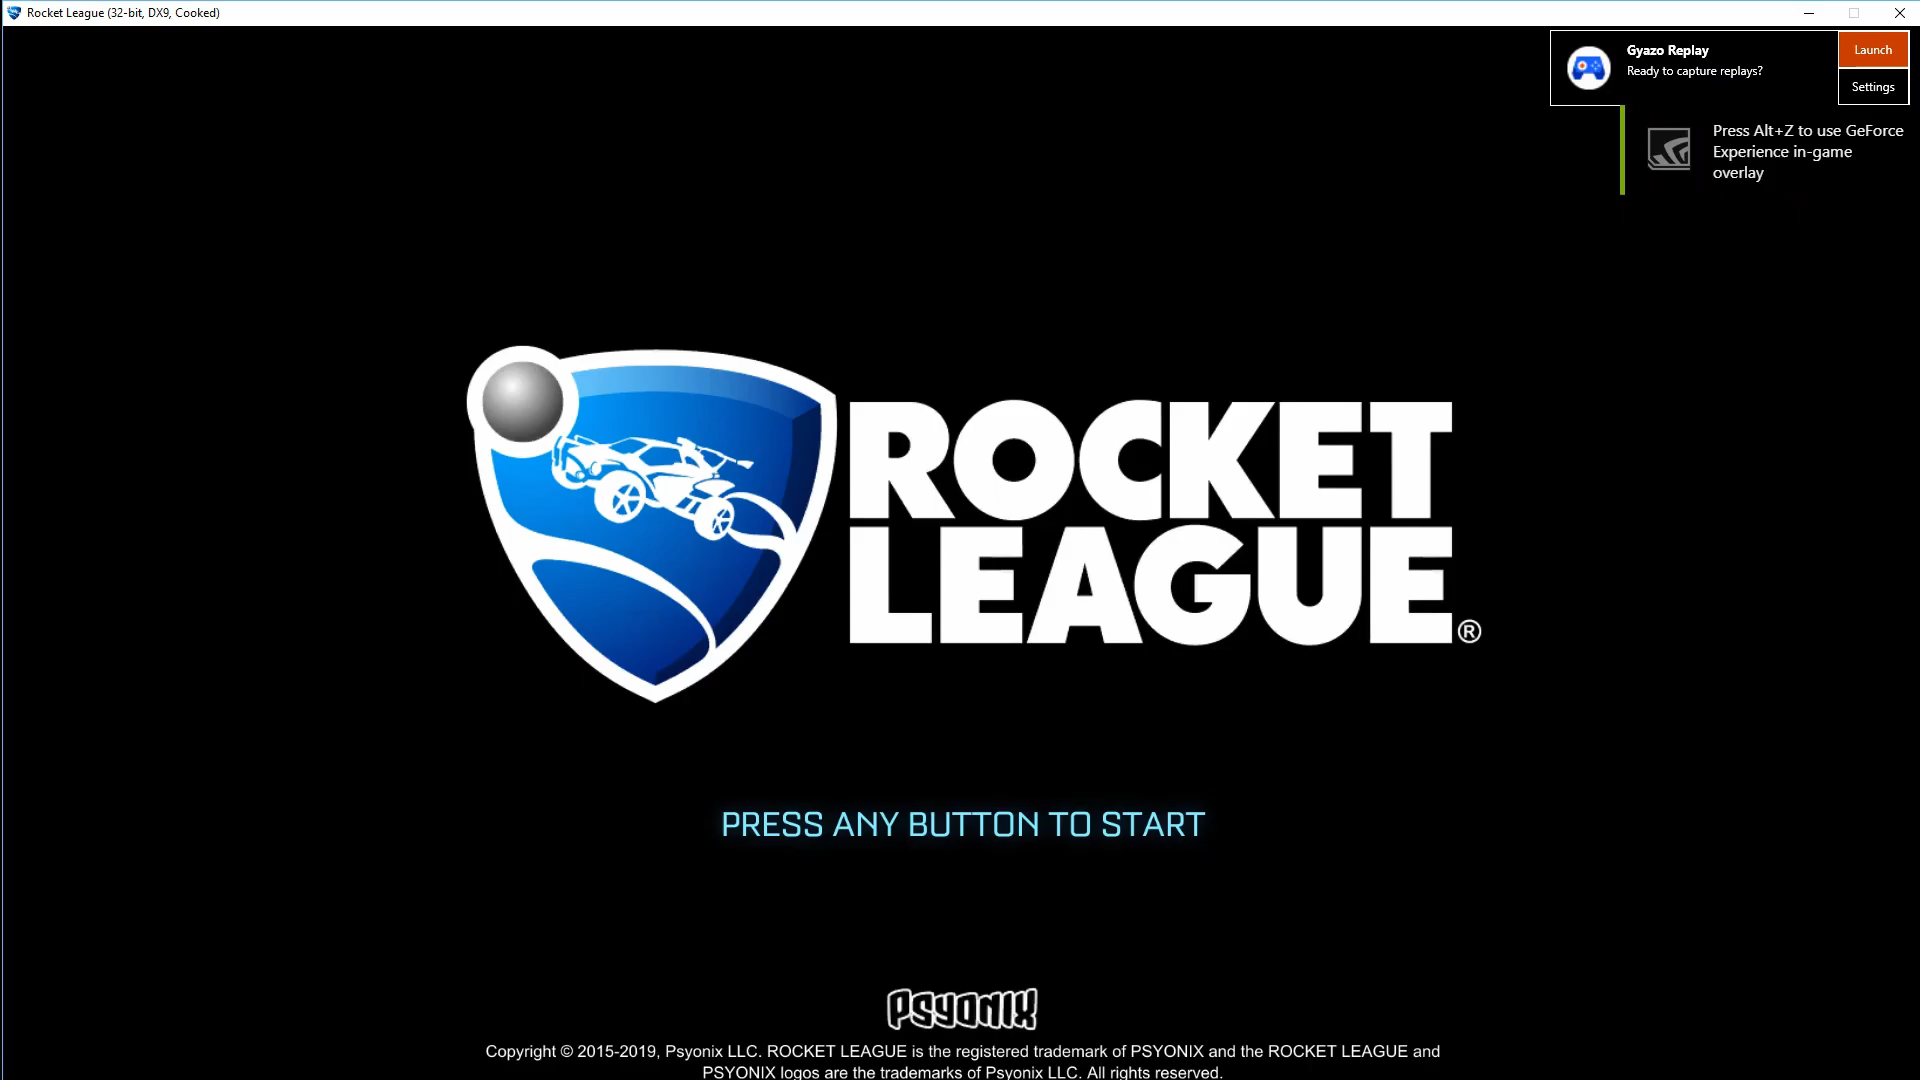 Rocket League (32-bit, DX9, Cooked)
Gyazo Replay
Ready to capture replays?
Launch
Settings
Press Alt+Z to use GeForce
Experience in-game
overlay
ROCKET
LEAGUE®
PRESS ANY BUTTON TO START
PSYONIX
Copyright © 2015-2019, Psyonix LLC. ROCKET LEAGUE is the registered trademark of PSYONIX and the ROCKET LEAGUE and
PSYONIX logos are the trademarks of Psyonix LLC. All rights reserved.